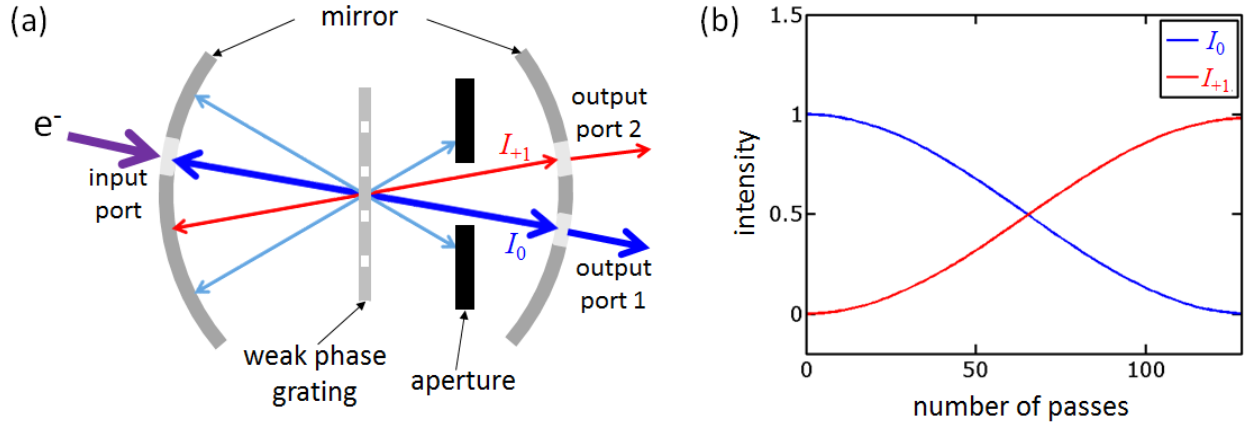 (a)
mirror
e-
input
port
I+1
I0
output
port 2
output
port 1
weak phase
grating
aperture
(b)
1.5
1
0.5
0
intensity
I0
I+1
0
50
100
number of passes